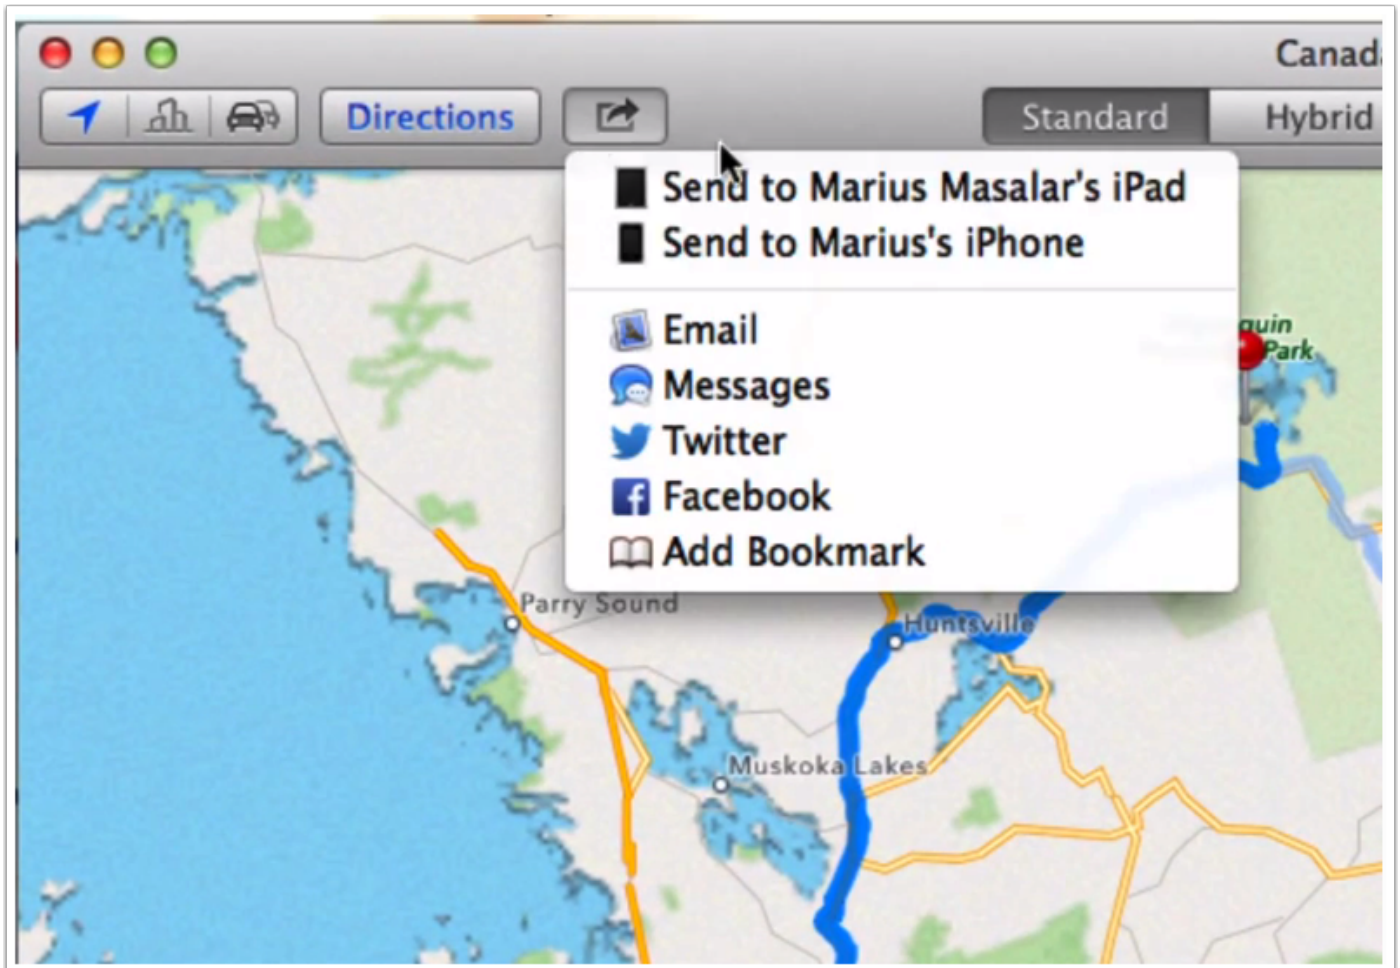 Canad
Directions
Standard
Hybrid
Send to Marius Masalar's iPad
Send to Marius's iPhone
Email
Messages
Twitter
Facebook
Add Bookmark
quin
Park
Parry Sound
Huntsville
Muskoka Lakes